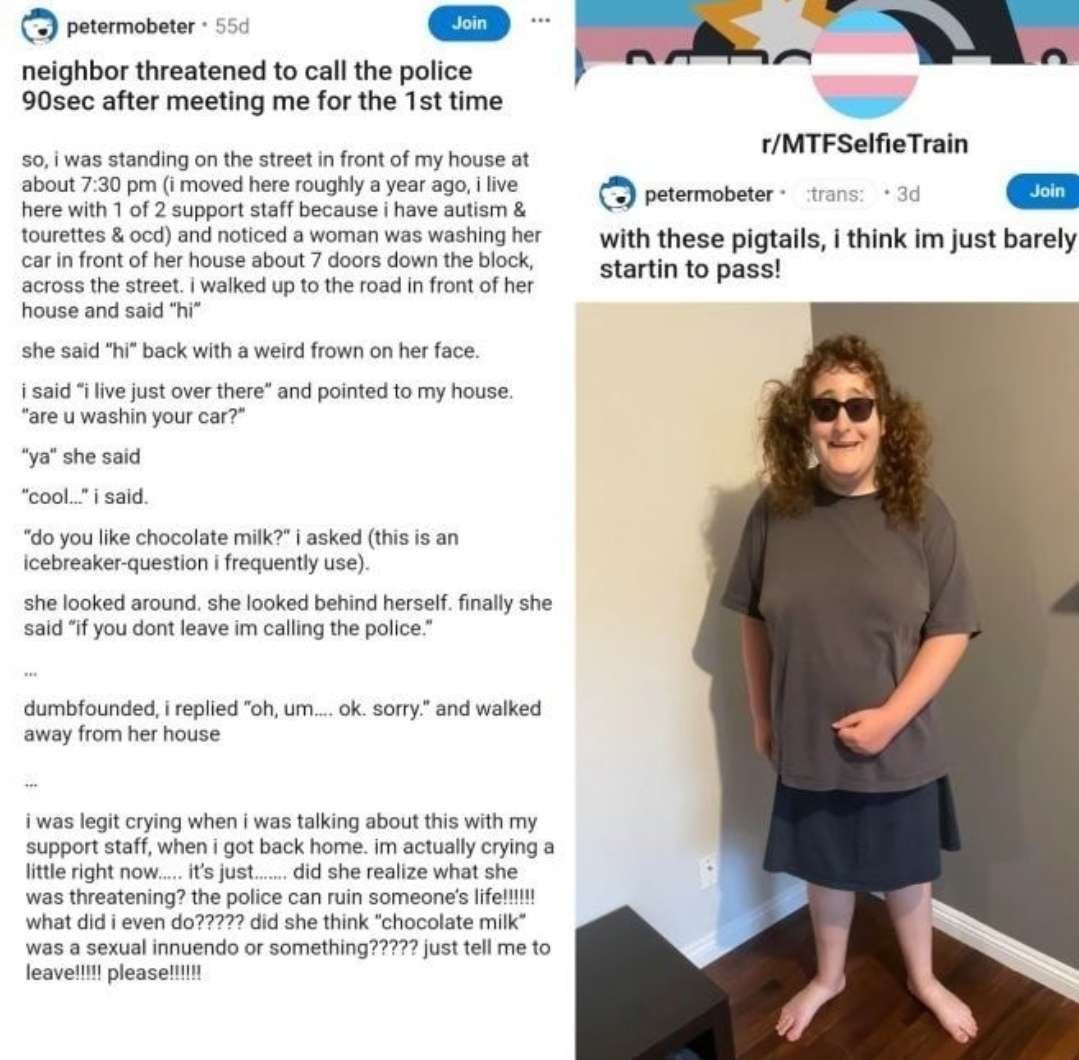 petermobeter · 55d
Join
...
neighbor threatened to call the police
90sec after meeting me for the 1st time
so, i was standing on the street in front of my house at
about 7:30 pm (i moved here roughly a year ago, i live
here with 1 of 2 support staff because i have autism &
tourettes & ocd) and noticed a woman was washing her
car in front of her house about 7 doors down the block,
across the street. i walked up to the road in front of her
house and said "hi"
she said "hi" back with a weird frown on her face.
i said "i live just over there" and pointed to my house.
"are u washin your car?"
"ya" she said
"cool..." i said.
"do you like chocolate milk?" i asked (this is an
icebreaker-question i frequently use).
she looked around. she looked behind herself. finally she
said "if you dont leave im calling the police."
...
dumbfounded, i replied "oh, um.... ok. sorry." and walked
away from her house
...
i was legit crying when i was talking about this with my
support staff, when i got back home. im actually crying a
little right now..... it's just....... did she realize what she
was threatening? the police can ruin someone's life!!!!!!
what did i even do????? did she think "chocolate milk"
was a sexual innuendo or something????? just tell me to
leave!!!!! please!!!!!!
r/MTFSelfieTrain
petermobeter · :trans: · 3d
Join
with these pigtails, i think im just barely
startin to pass!